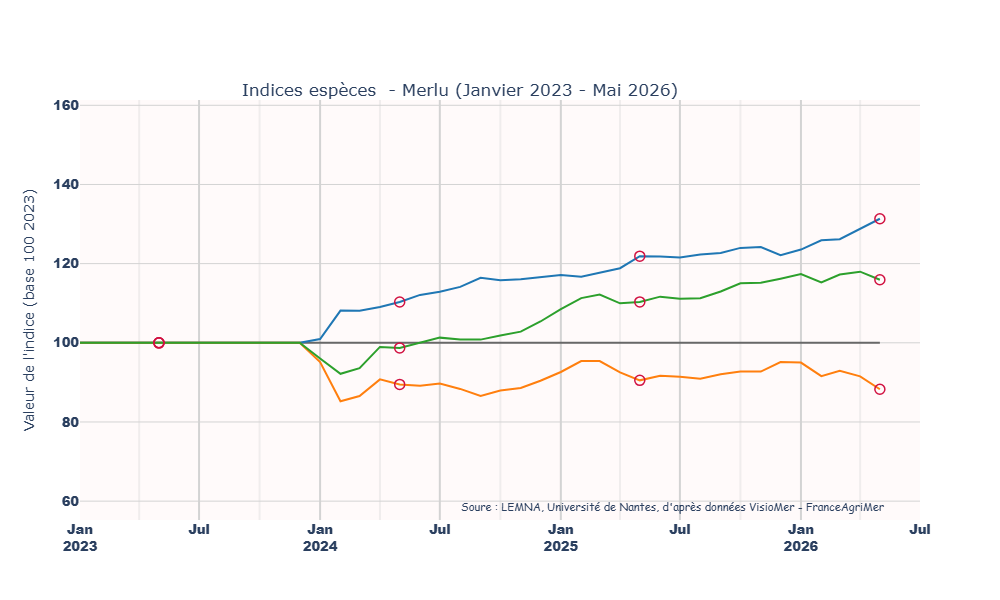 Indices espèces  - Merlu (Janvier 2023 - Mai 2026)
Valeur de l'indice (base 100 2023)
160
140
120
100
80
60
Soure : LEMNA, Université de Nantes, d'après données VisioMer - FranceAgriMer
Jan Jul Jan Jul Jan Jul Jan Jul
2023 2024 2025 2026